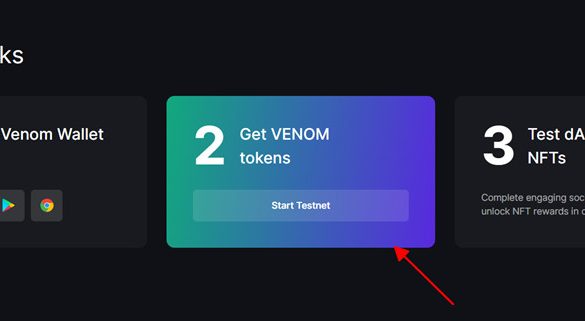 ks
Venom Wallet
2
Get VENOM
tokens
Start Testnet
3
Test dA
NFTs
Complete engaging soc
unlock NFT rewards in c